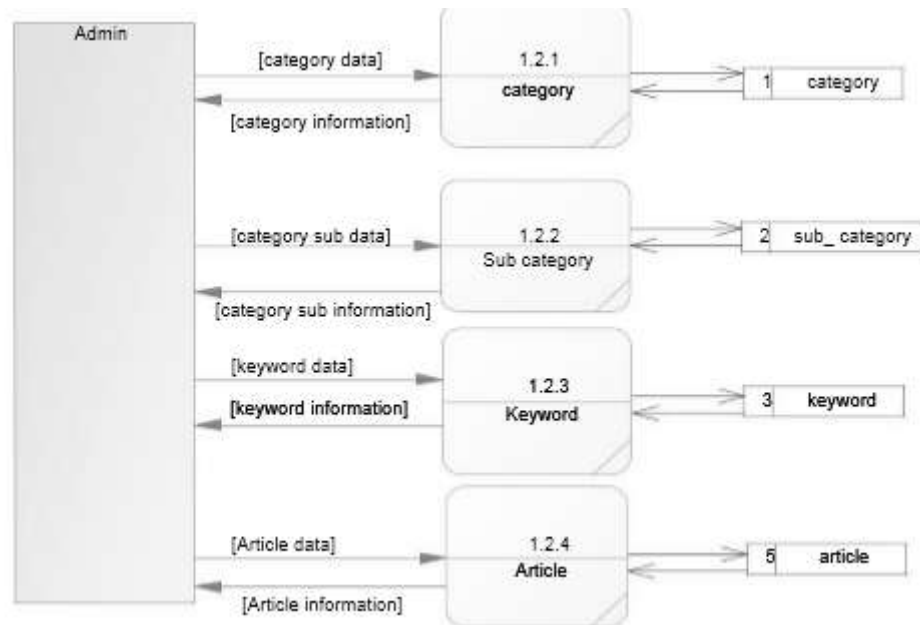 Admin
[category data]
1.2.1
category
1 category
[category information]
[category sub data]
1.2.2
Sub category
2 sub_ category
[category sub information]
[keyword data]
1.2.3
Keyword
3 keyword
[keyword information]
[Article data]
1.2.4
Article
5 article
[Article information]